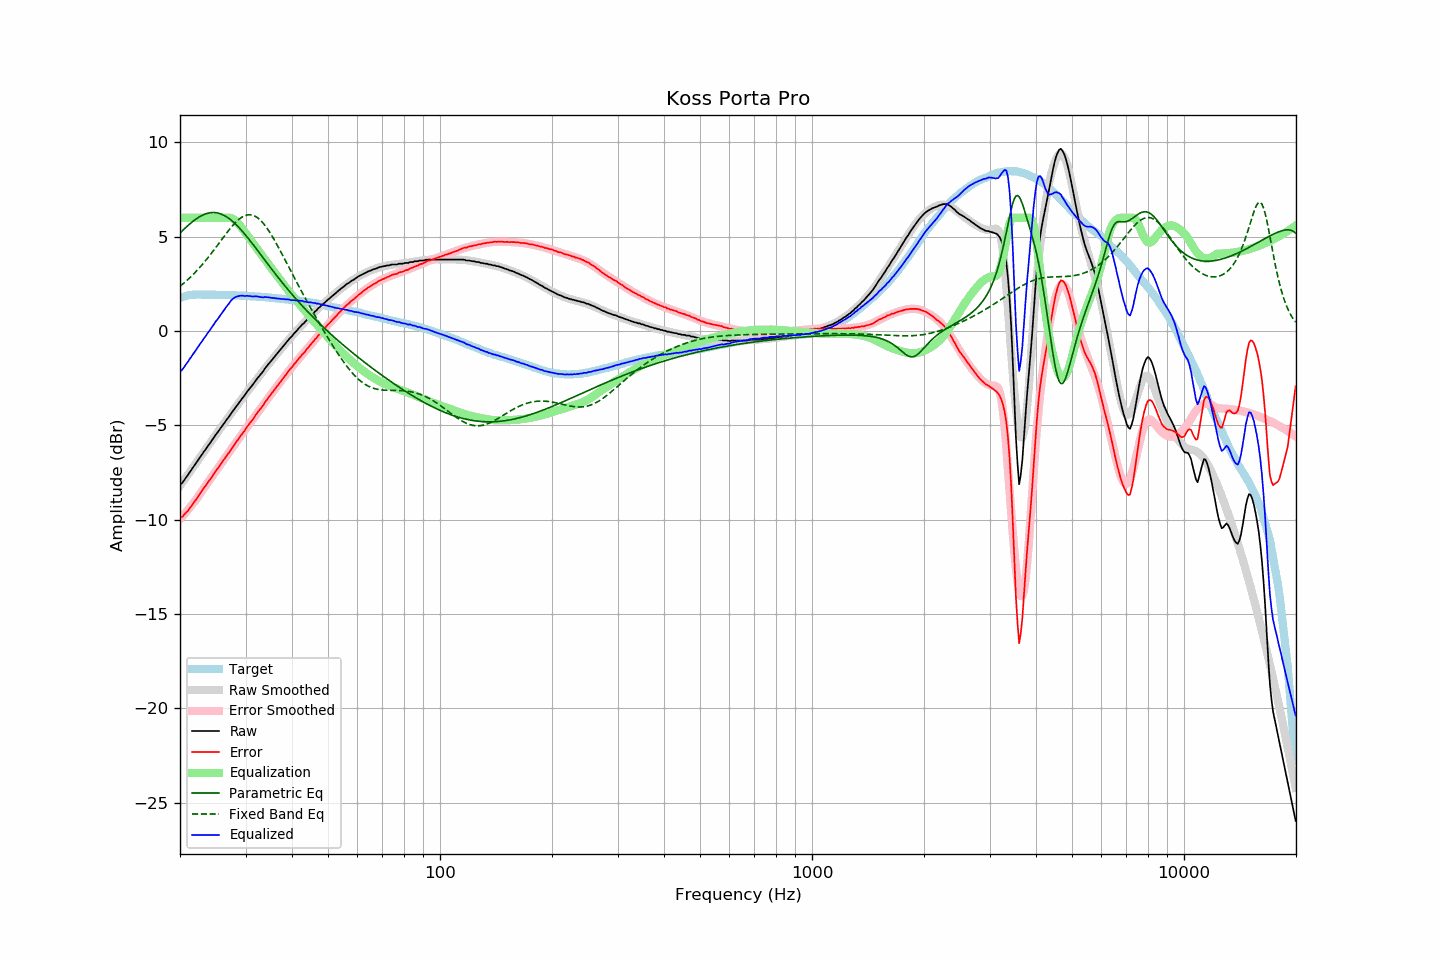 Koss Porta Pro
10
5
0
−5
−10
−15
−20
−25
Amplitude (dBr)
Target
Raw Smoothed
Error Smoothed
Raw
Error
Equalization
Parametric Eq
Fixed Band Eq
Equalized
100
1000
10000
Frequency (Hz)